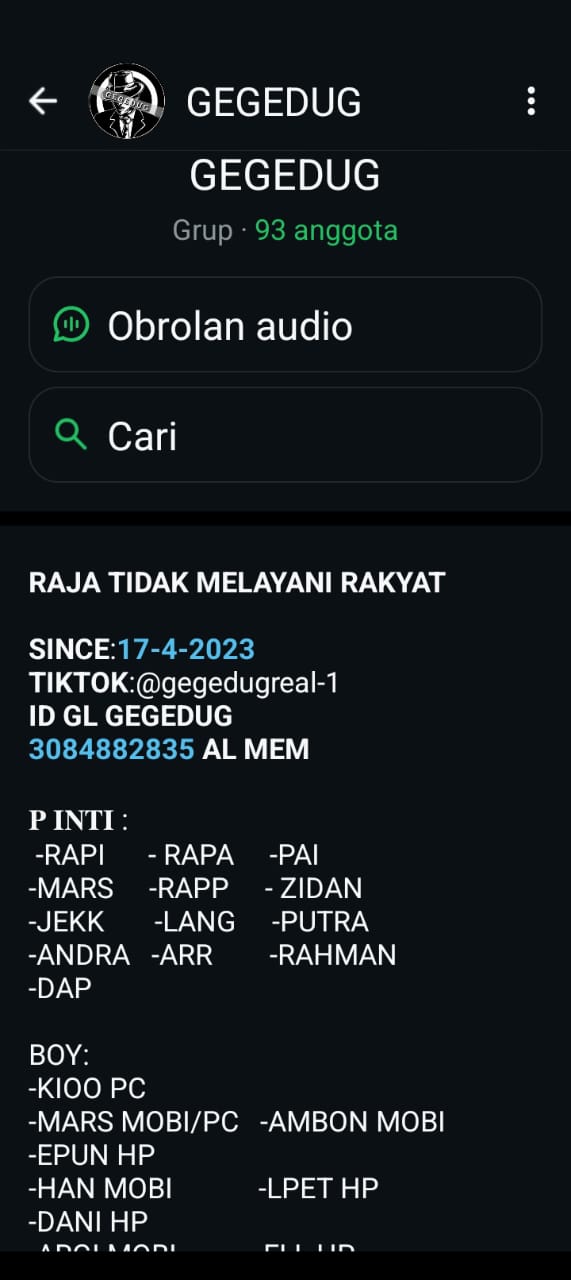 GEGEDUG
GEGEDUG
GEGEDUG
Grup · 93 anggota
Obrolan audio
Cari
RAJA TIDAK MELAYANI RAKYAT
SINCE:17-4-2023
TIKTOK:@gegedugreal-1
ID GL GEGEDUG
3084882835 AL MEM
𝐏 𝐈𝐍𝐓𝐈 :
-RAPI - RAPA -PAI
-MARS -RAPP - ZIDAN
-JEKK -LANG -PUTRA
-ANDRA -ARR -RAHMAN
-DAP
BOY:
-KIOO PC
-MARS MOBI/PC -AMBON MOBI
-EPUN HP
-HAN MOBI -LPET HP
-DANI HP